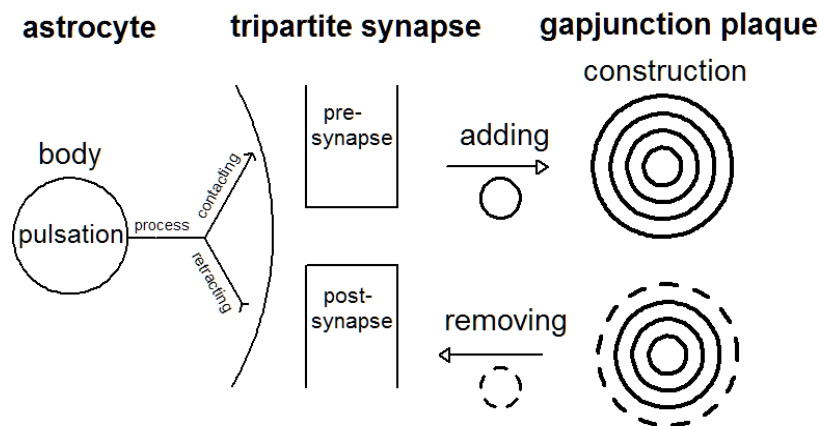 astrocyte
tripartite synapse
gapjunction plaque
construction
body
pulsation
process
contacting
retracting
pre-
synapse
post-
synapse
adding
removing